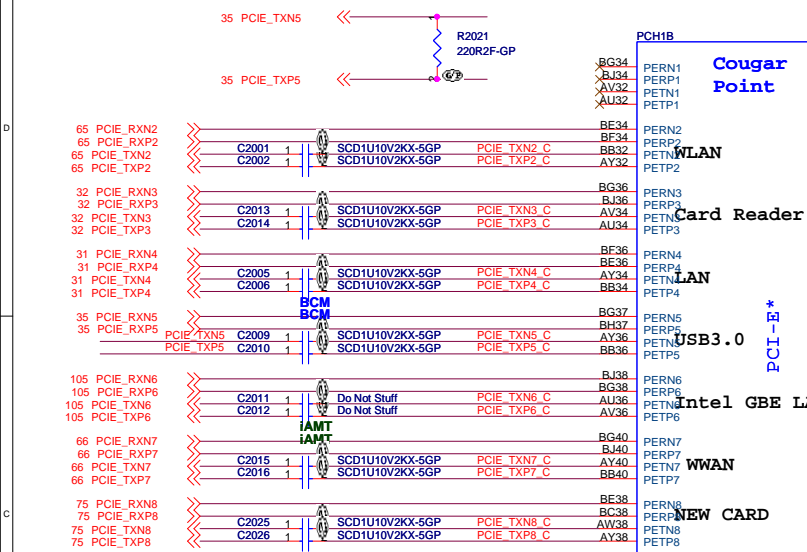 35 PCIE_TXN5
R2021
220R2F-GP
35 PCIE_TXP5
PCH1B
Cougar
Point
BG34 PERN1
BJ34 PERP1
AV32 PETN1
AU32 PETP1
65 PCIE_RXN2 BE34 PERN2
65 PCIE_RXP2 BF34 PERP2
65 PCIE_TXN2 C2001 1 SCD1U10V2KX-5GP PCIE_TXN2_C BB32 PETN2 WLAN
65 PCIE_TXP2 C2002 1 SCD1U10V2KX-5GP PCIE_TXP2_C AY32 PETP2
32 PCIE_RXN3 BG36 PERN3
32 PCIE_RXP3 BJ36 PERP3
32 PCIE_TXN3 C2013 1 SCD1U10V2KX-5GP PCIE_TXN3_C AV34 PETN3 Card Reader
32 PCIE_TXP3 C2014 1 SCD1U10V2KX-5GP PCIE_TXP3_C AU34 PETP3
31 PCIE_RXN4 BF36 PERN4
31 PCIE_RXP4 BE36 PERP4
31 PCIE_TXN4 C2005 1 SCD1U10V2KX-5GP PCIE_TXN4_C AY34 PETN4 LAN
31 PCIE_TXP4 C2006 1 SCD1U10V2KX-5GP PCIE_TXP4_C BB34 PETP4
BCM
BCM
35 PCIE_RXN5 BG37 PERN5
35 PCIE_RXP5 BH37 PERP5
PCIE_TXN5 C2009 1 SCD1U10V2KX-5GP PCIE_TXN5_C AY36 PETN5 USB3.0
PCIE_TXP5 C2010 1 SCD1U10V2KX-5GP PCIE_TXP5_C BB36 PETP5
PCI-E*
105 PCIE_RXN6 BJ38 PERN6
105 PCIE_RXP6 BG38 PERP6
105 PCIE_TXN6 C2011 1 Do Not Stuff PCIE_TXN6_C AU36 PETN6 Intel GBE LA
105 PCIE_TXP6 C2012 1 Do Not Stuff PCIE_TXP6_C AV36 PETP6
iAMT
iAMT
66 PCIE_RXN7 BG40 PERN7
66 PCIE_RXP7 BJ40 PERP7
66 PCIE_TXN7 C2015 1 SCD1U10V2KX-5GP PCIE_TXN7_C AY40 PETN7 WWAN
66 PCIE_TXP7 C2016 1 SCD1U10V2KX-5GP PCIE_TXP7_C BB40 PETP7
75 PCIE_RXN8 BE38 PERN8
75 PCIE_RXP8 BC38 PERP8 NEW CARD
75 PCIE_TXN8 C2025 1 SCD1U10V2KX-5GP PCIE_TXN8_C AW38 PETN8
75 PCIE_TXP8 C2026 1 SCD1U10V2KX-5GP PCIE_TXP8_C AY38 PETP8
D
C